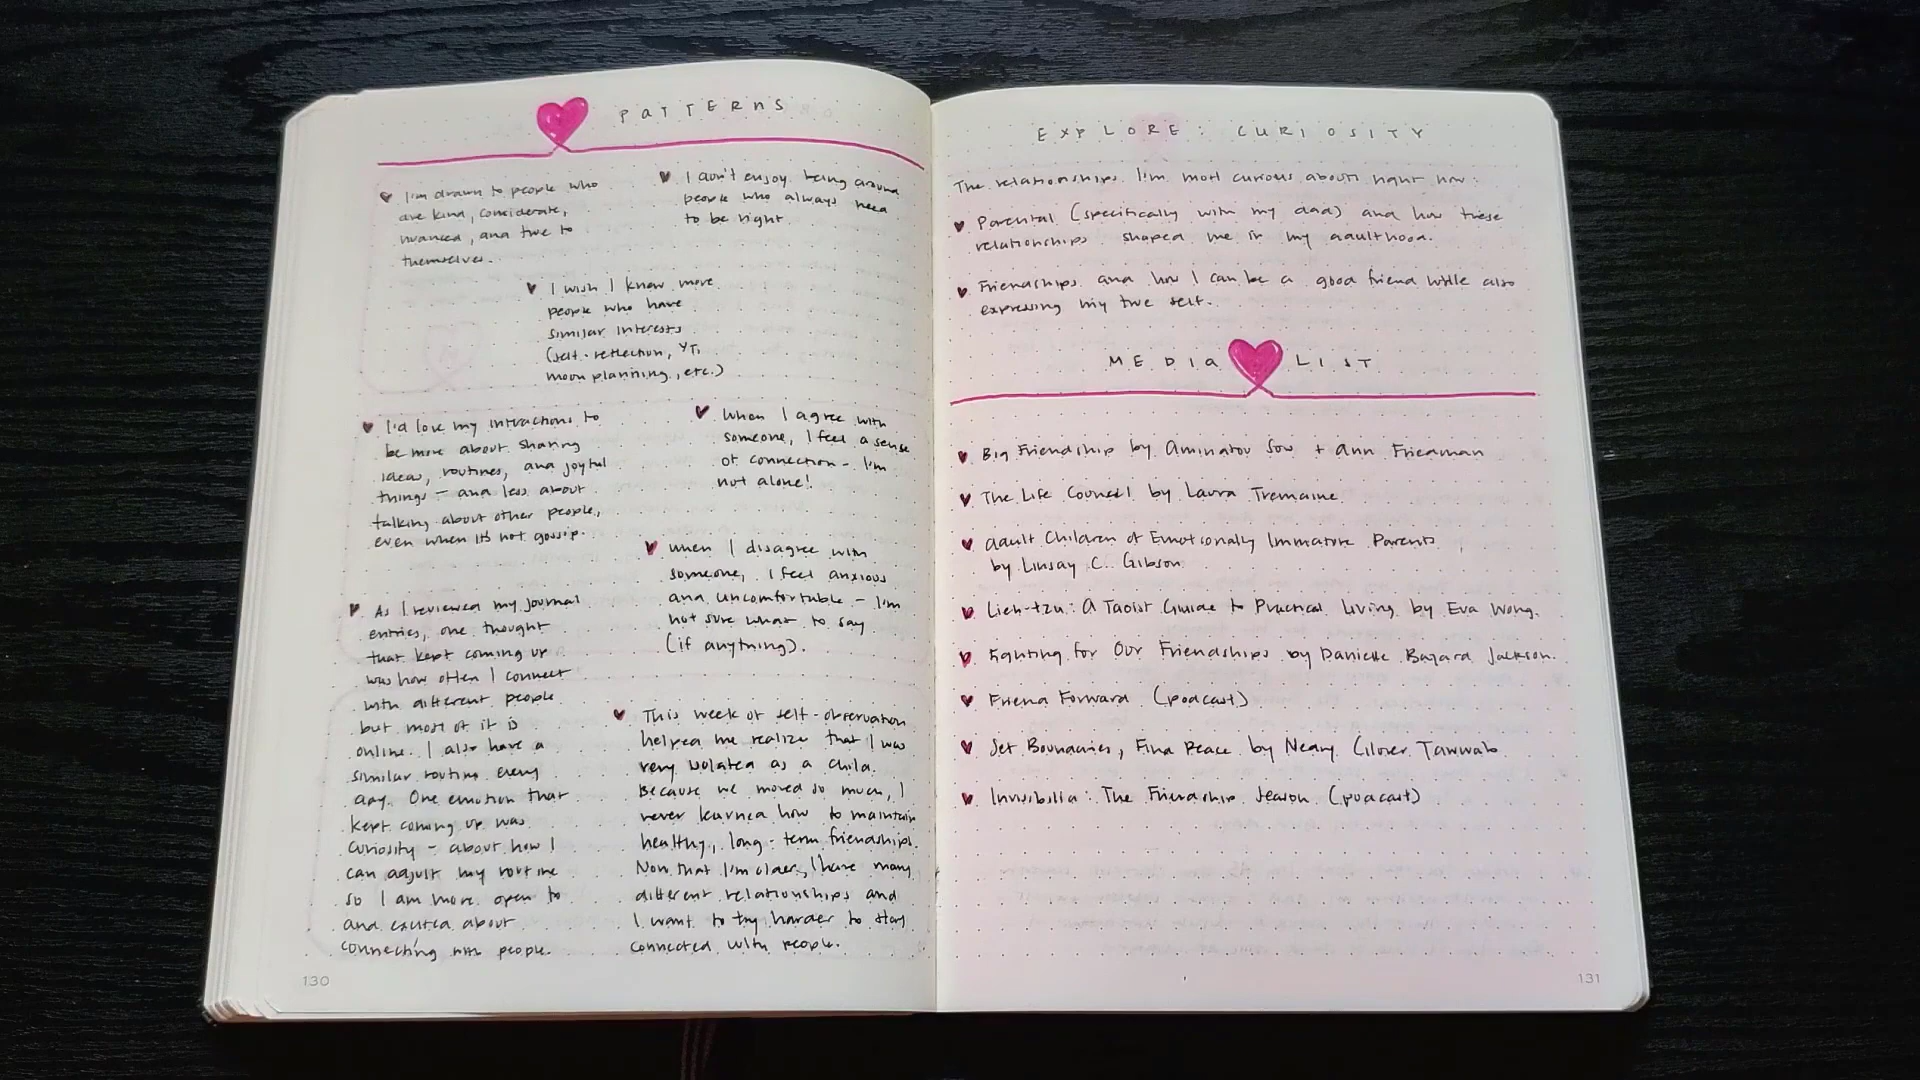 PATTERNS
I'm drawn to people who
are kind, considerate,
nuanced, and true to
themselves.
I don't enjoy being around
people who always need
to be right
I wish I knew more
people who have
similar interests
(self-reflection, YT,
moon planning, etc.)
I'd love my intractions to
be more about sharing
ideas, routines, and joyful
things - and less about
talking about other people,
even when it's not gossip.
When I agree with
someone, I feel a sense
of connection - I'm
not alone!
When I disagree with
someone, I feel anxious
and uncomfortable - I'm
not sure what to say
(if anything).
As I reviewed my journal
entries, one thought
that kept coming up
was how often I connect
with different people
but most of it is
online. I also have a
similar routine every
day. One emotion that
kept coming up was
curiosity - about how I
can adjust my routine
so I am more open to
and excited about
connecting with people.
This week of self-observation
helped me realize that I was
very isolated as a child.
Because we moved so much, I
never learned how to maintain
healthy, long-term friendships.
Now that I'm older, I have many
different relationships and
I want to try harder to stay
connected with people.
130
EXPLORE: CURIOSITY
The relationships I'm most curious about right now:
Parental (specifically with my dad) and how these
relationships shaped me in my adulthood.
Friendships and how I can be a good friend while also
expressing my true self.
MEDIA LIST
Big Friendship by Aminatou Sow + Ann Friedman
The Life Council by Laura Tremaine
Adult Children of Emotionally Immature Parents
by Linsay C. Gibson
Lieh-tzu: A Taoist Guide to Practical Living by Eva Wong.
Fighting for Our Friendships by Danielle Bayard Jackson.
Friend Forward (podcast)
Set Boundaries, Find Peace by Nedra Glover Tawwab
Invisibilia: The Friendship Season (podcast)
131